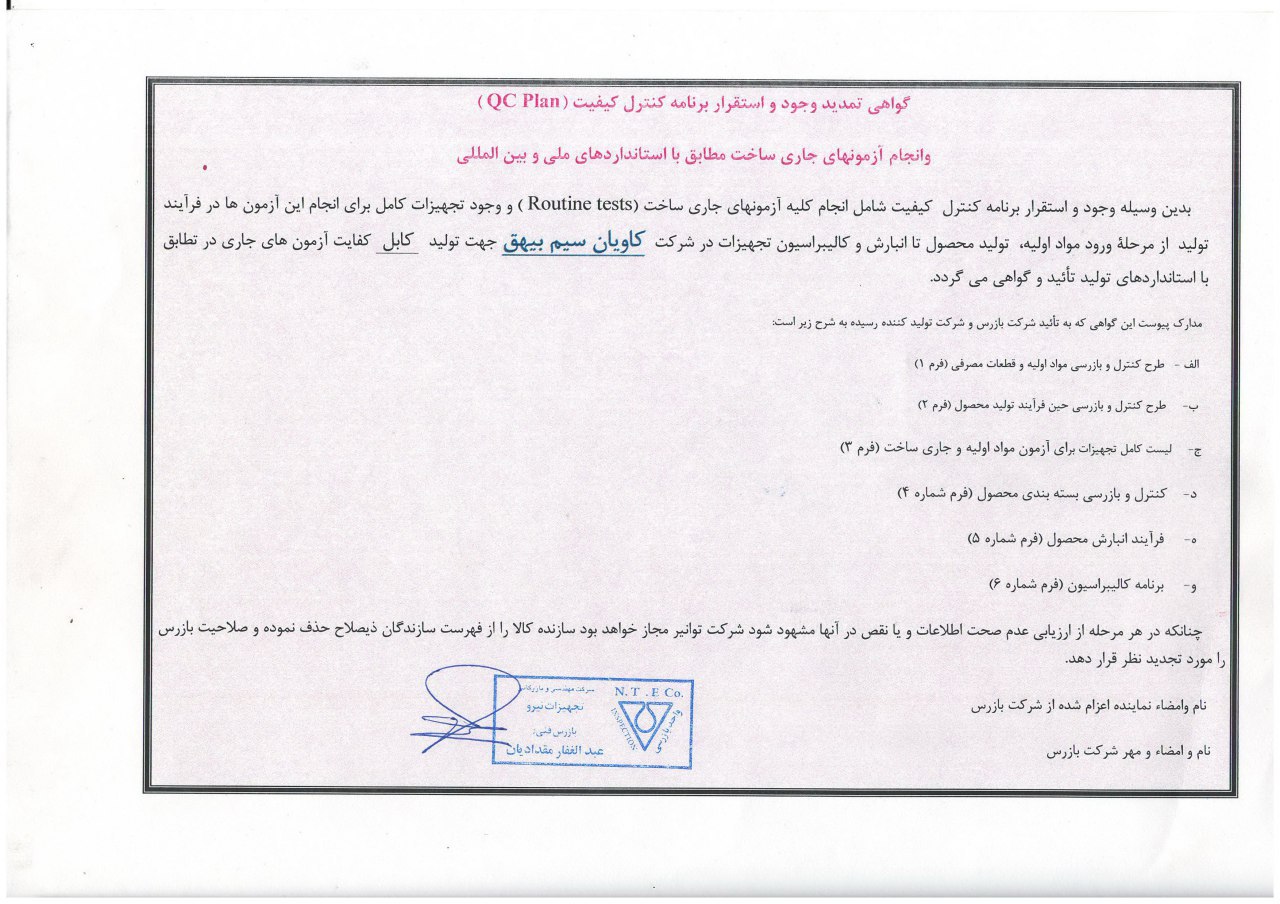 گواهی تمدید وجود و استقرار برنامه کنترل کیفیت ( QC Plan )
وانجام آزمونهای جاری ساخت مطابق با استانداردهای ملی و بین المللی
بدین وسیله وجود و استقرار برنامه کنترل کیفیت شامل انجام کلیه آزمونهای جاری ساخت (Routine tests ) و وجود تجهیزات کامل برای انجام این آزمون ها در فرآیند
تولید از مرحلهٔ ورود مواد اولیه، تولید محصول تا انبارش و کالیبراسیون تجهیزات در شرکت کاویان سیم بیهق جهت تولید کابل کفایت آزمون های جاری در تطابق
با استانداردهای تولید تأئید و گواهی می گردد.
مدارک پیوست این گواهی که به تأئید شرکت بازرس و شرکت تولید کننده رسیده به شرح زیر است:
الف - طرح کنترل و بازرسی مواد اولیه و قطعات مصرفی (فرم ۱)
ب- طرح کنترل و بازرسی حین فرآیند تولید محصول (فرم ۲)
ج- لیست کامل تجهیزات برای آزمون مواد اولیه و جاری ساخت (فرم ۳)
د- کنترل و بازرسی بسته بندی محصول (فرم شماره ۴)
ه- فرآیند انبارش محصول (فرم شماره ۵)
و- برنامه کالیبراسیون (فرم شماره ۶)
چنانکه در هر مرحله از ارزیابی عدم صحت اطلاعات و یا نقص در آنها مشهود شود شرکت توانیر مجاز خواهد بود سازنده کالا را از فهرست سازندگان ذیصلاح حذف نموده و صلاحیت بازرس
را مورد تجدید نظر قرار دهد.
نام وامضاء نماینده اعزام شده از شرکت بازرس
نام و امضاء و مهر شرکت بازرس
N. T . E Co.
شرکت مهندسی و بازرگانی
تجهیزات نیرو
بازرس فنی:
عبد الغفار مقدادیان
INSPECTION
واحد بازرسی